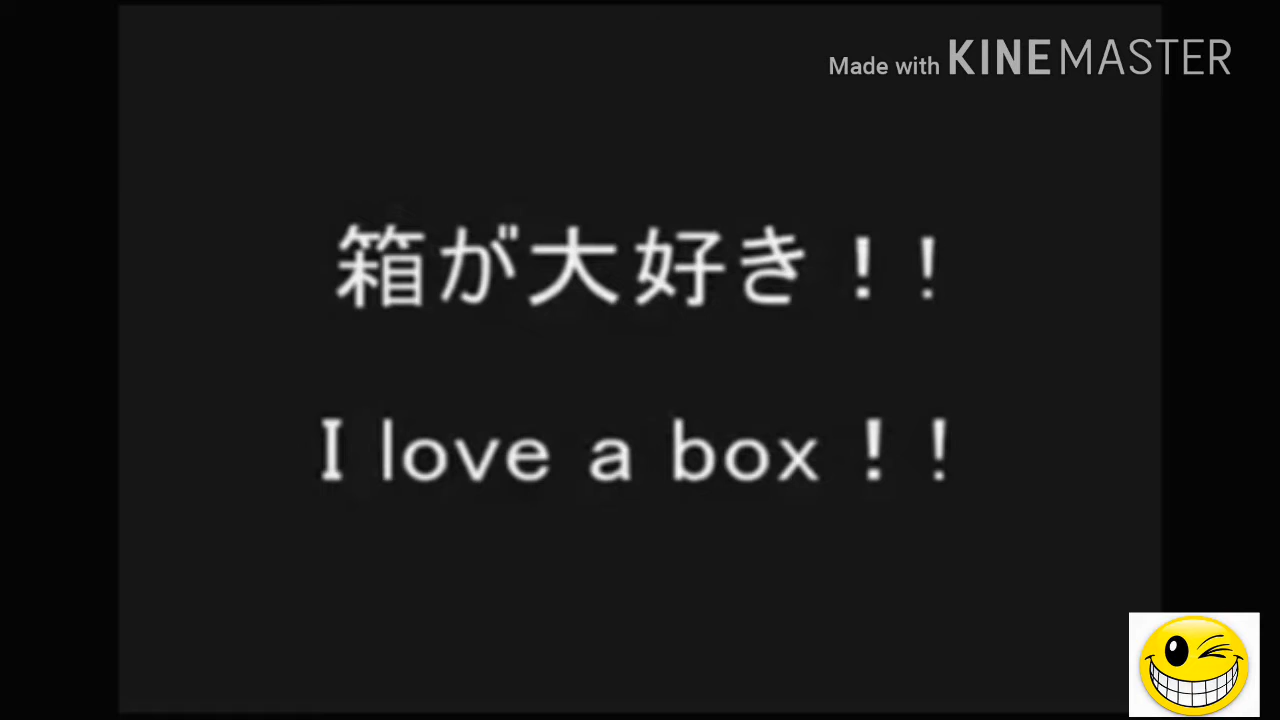 Made with KINEMASTER
箱が大好き！！
I love a box！！